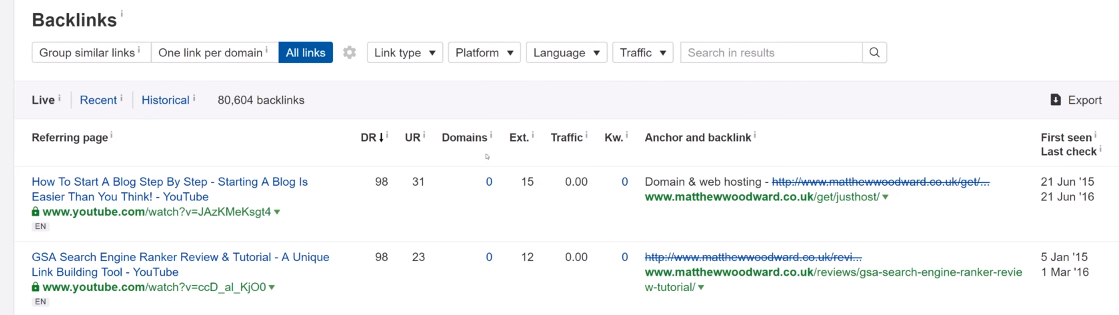 Backlinks i
Group similar links i One link per domain i All links Link type ▼ Platform ▼ Language ▼ Traffic ▼ Search in results
Live i Recent i Historical i 80,604 backlinks Export
Referring page i DR ↓ i UR i Domains i Ext. i Traffic i Kw. i Anchor and backlink i First seen i
Last check i
How To Start A Blog Step By Step - Starting A Blog Is 98 31 0 15 0.00 0 Domain & web hosting - http://www.matthewwoodward.co.uk/get/... 21 Jun '15
Easier Than You Think! - YouTube www.matthewwoodward.co.uk/get/justhost/ ▼ 21 Jun '16
www.youtube.com/watch?v=JAzKMeKsgt4 ▼
EN
GSA Search Engine Ranker Review & Tutorial - A Unique 98 23 0 12 0.00 0 http://www.matthewwoodward.co.uk/revi... 5 Jan '15
Link Building Tool - YouTube www.matthewwoodward.co.uk/reviews/gsa-search-engine-ranker-revie 1 Mar '16
www.youtube.com/watch?v=ccD_al_KjO0 ▼ w-tutorial/ ▼
EN